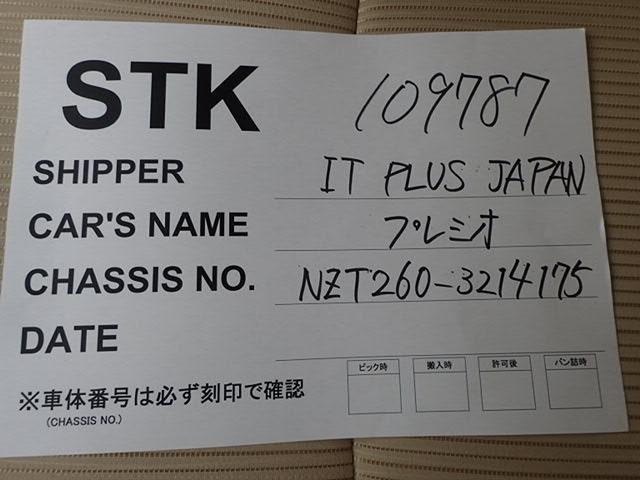 STK 109787
SHIPPER IT PLUS JAPAN
CAR'S NAME プレミオ
CHASSIS NO. NZT260-3214175
DATE
ピック時 搬入時 許可後 バン詰時
※車体番号は必ず刻印で確認
(CHASSIS NO.)